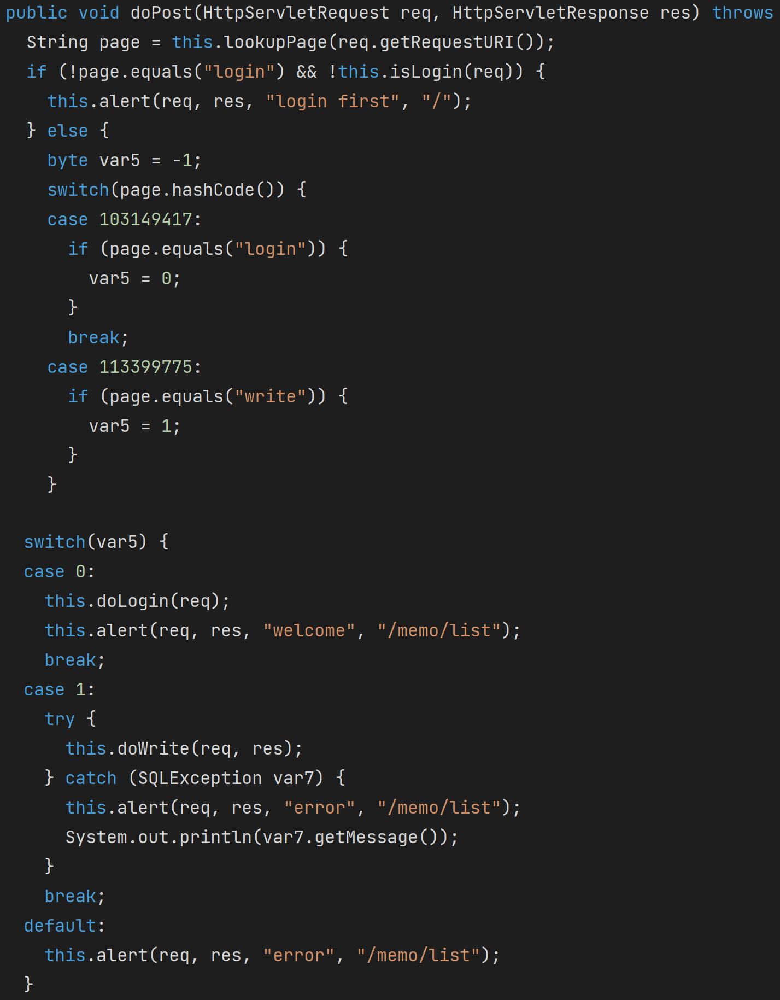 public void doPost(HttpServletRequest req, HttpServletResponse res) throws
  String page = this.lookupPage(req.getRequestURI());
  if (!page.equals("login") && !this.isLogin(req)) {
    this.alert(req, res, "login first", "/");
  } else {
    byte var5 = -1;
    switch(page.hashCode()) {
    case 103149417:
      if (page.equals("login")) {
        var5 = 0;
      }
      break;
    case 113399775:
      if (page.equals("write")) {
        var5 = 1;
      }
    }

  switch(var5) {
  case 0:
    this.doLogin(req);
    this.alert(req, res, "welcome", "/memo/list");
    break;
  case 1:
    try {
      this.doWrite(req, res);
    } catch (SQLException var7) {
      this.alert(req, res, "error", "/memo/list");
      System.out.println(var7.getMessage());
    }
    break;
  default:
    this.alert(req, res, "error", "/memo/list");
  }